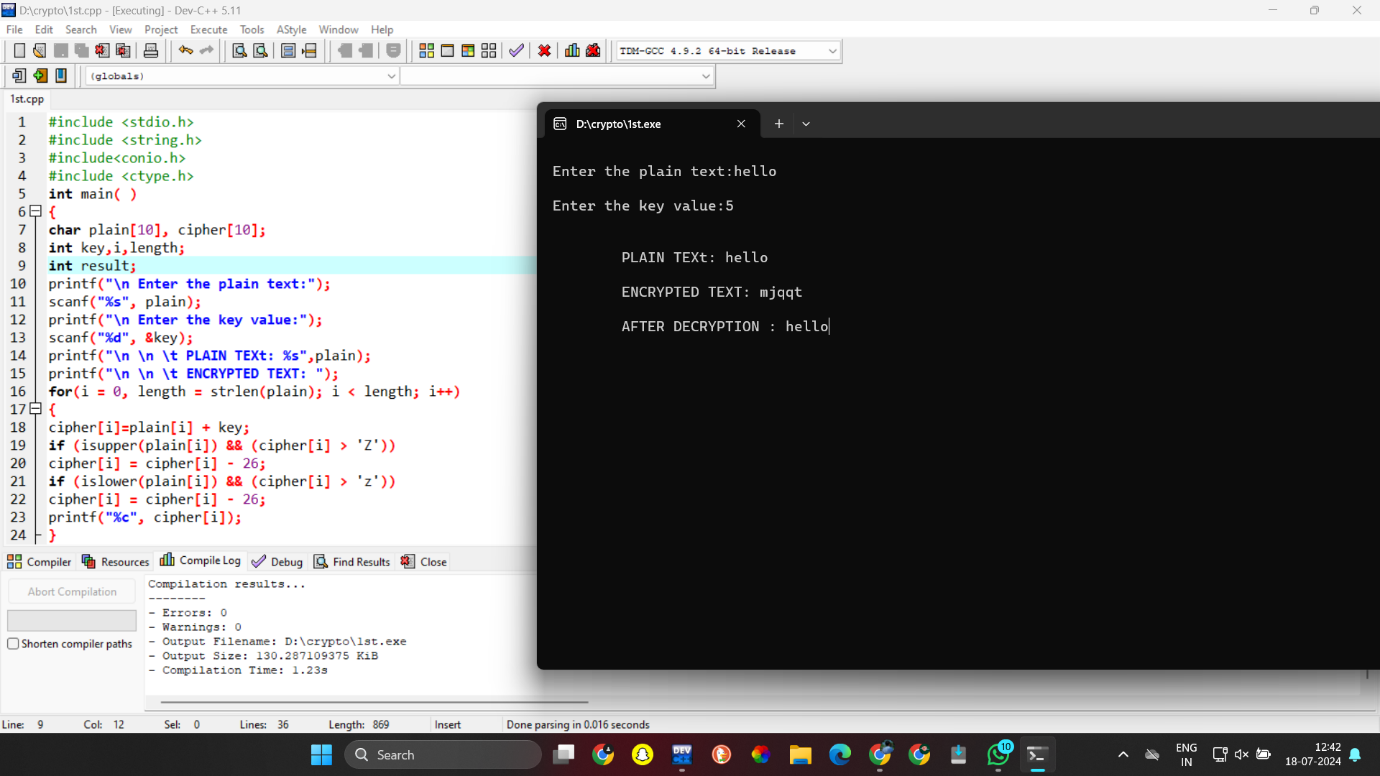 D:\crypto\1st.cpp - [Executing] - Dev-C++ 5.11
File Edit Search View Project Execute Tools AStyle Window Help
TDM-GCC 4.9.2 64-bit Release
(globals)
1st.cpp
1 #include <stdio.h>
2 #include <string.h>
3 #include<conio.h>
4 #include <ctype.h>
5 int main( )
6 {
7 char plain[10], cipher[10];
8 int key,i,length;
9 int result;
10 printf("\n Enter the plain text:");
11 scanf("%s", plain);
12 printf("\n Enter the key value:");
13 scanf("%d", &key);
14 printf("\n \n \t PLAIN TEXt: %s",plain);
15 printf("\n \n \t ENCRYPTED TEXT: ");
16 for(i = 0, length = strlen(plain); i < length; i++)
17 {
18 cipher[i]=plain[i] + key;
19 if (isupper(plain[i]) && (cipher[i] > 'Z'))
20 cipher[i] = cipher[i] - 26;
21 if (islower(plain[i]) && (cipher[i] > 'z'))
22 cipher[i] = cipher[i] - 26;
23 printf("%c", cipher[i]);
24 }
D:\crypto\1st.exe
Enter the plain text:hello
Enter the key value:5
PLAIN TEXt: hello
ENCRYPTED TEXT: mjqqt
AFTER DECRYPTION : hello
Compiler Resources Compile Log Debug Find Results Close
Abort Compilation
Shorten compiler paths
Compilation results...
--------
- Errors: 0
- Warnings: 0
- Output Filename: D:\crypto\1st.exe
- Output Size: 130.287109375 KiB
- Compilation Time: 1.23s
Line: 9 Col: 12 Sel: 0 Lines: 36 Length: 869 Insert Done parsing in 0.016 seconds
Search
DEV
10
ENG
IN
12:42
18-07-2024